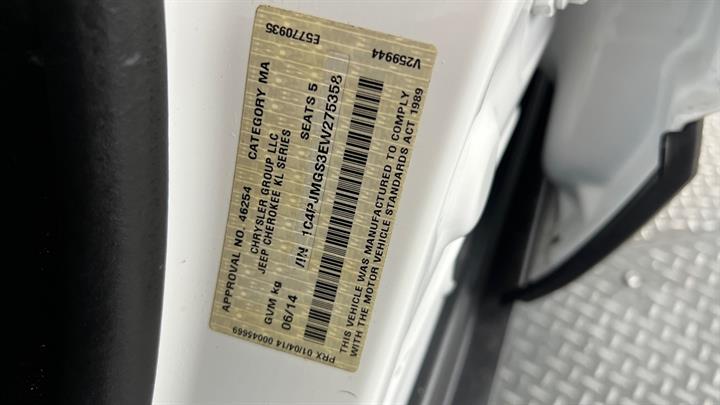 APPROVAL NO. 46254 CATEGORY MA E5770935
CHRYSLER GROUP LLC
JEEP CHEROKEE KL SERIES
GVM kg SEATS 5
06/14 VIN 1C4PJMGS3EW275358 V259944
THIS VEHICLE WAS MANUFACTURED TO COMPLY
WITH THE MOTOR VEHICLE STANDARDS ACT 1989
PRX 01/04/14 00045669